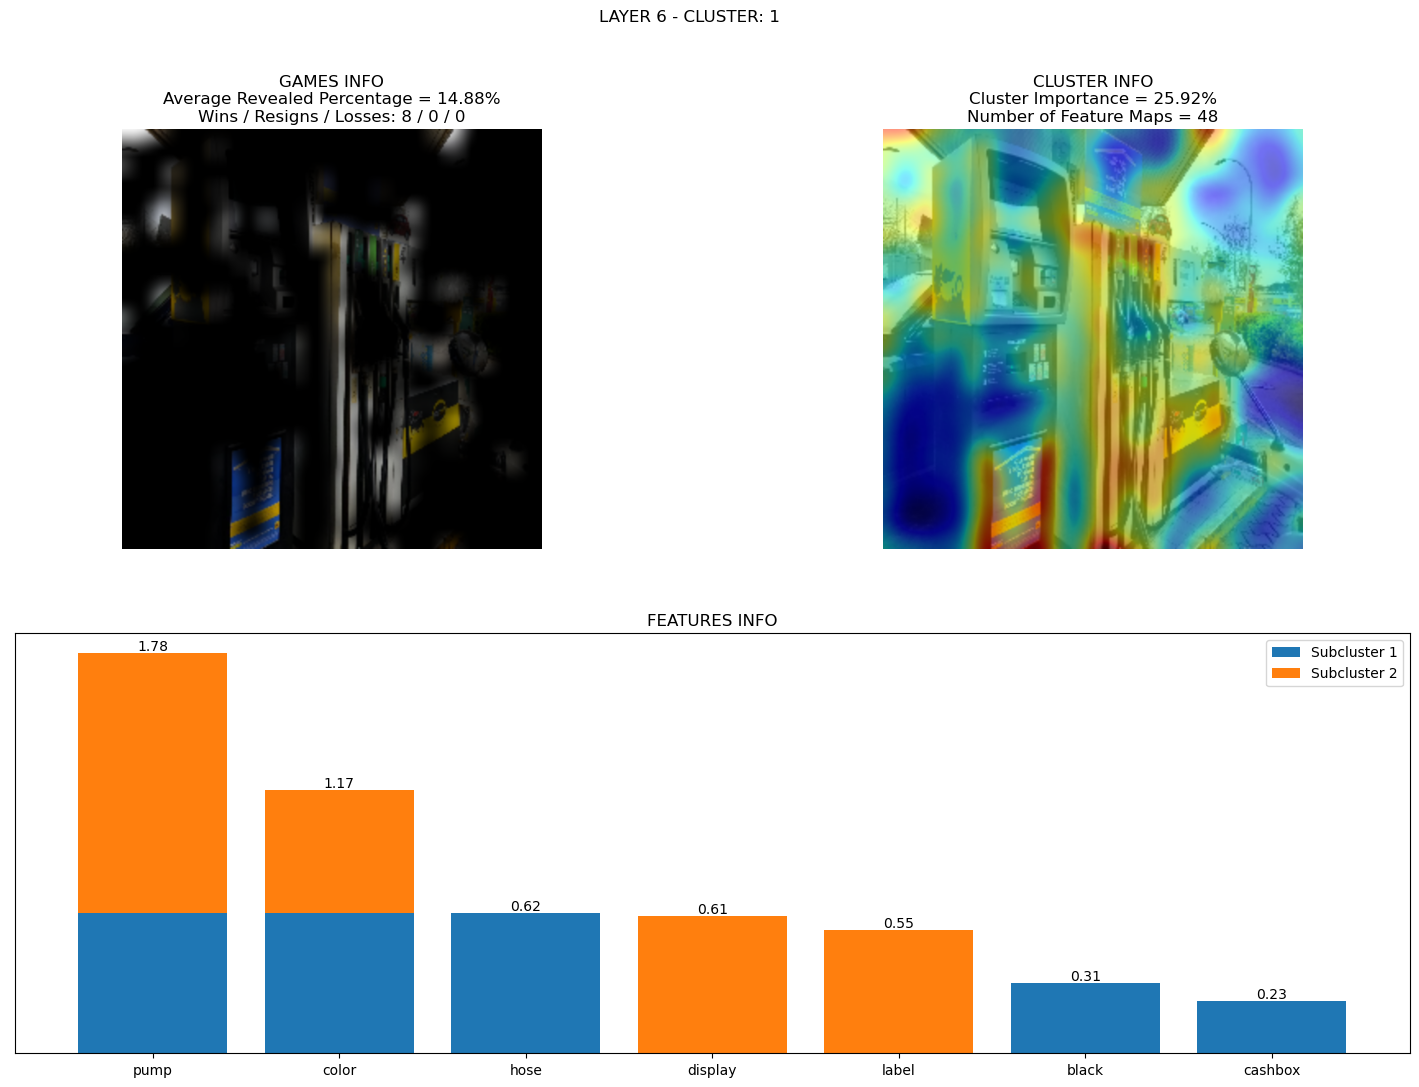 LAYER 6 - CLUSTER: 1
GAMES INFO
Average Revealed Percentage = 14.88%
Wins / Resigns / Losses: 8 / 0 / 0
CLUSTER INFO
Cluster Importance = 25.92%
Number of Feature Maps = 48
FEATURES INFO
Subcluster 1
Subcluster 2
1.78
1.17
0.62
0.61
0.55
0.31
0.23
pump
color
hose
display
label
black
cashbox